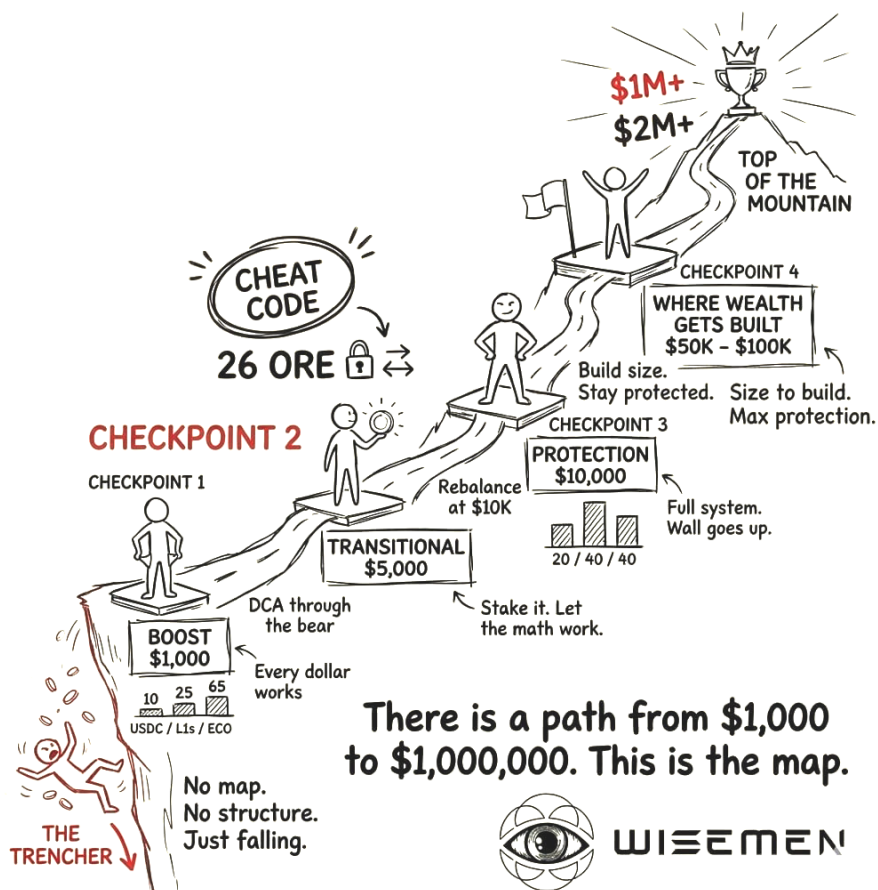 $1M+
$2M+
TOP
OF THE
MOUNTAIN
CHEAT
CODE
26 ORE
CHECKPOINT 4
WHERE WEALTH
GETS BUILT
$50K – $100K
Build size.
Stay protected.
Size to build.
Max protection.
CHECKPOINT 3
PROTECTION
$10,000
Rebalance
at $10K
Full system.
Wall goes up.
20 / 40 / 40
CHECKPOINT 2
TRANSITIONAL
$5,000
Stake it. Let
the math work.
CHECKPOINT 1
DCA through
the bear
BOOST
$1,000
Every dollar
works
10 25 65
USDC / L1s / ECO
There is a path from $1,000
to $1,000,000. This is the map.
No map.
No structure.
Just falling.
THE
TRENCHER
WISEMEN